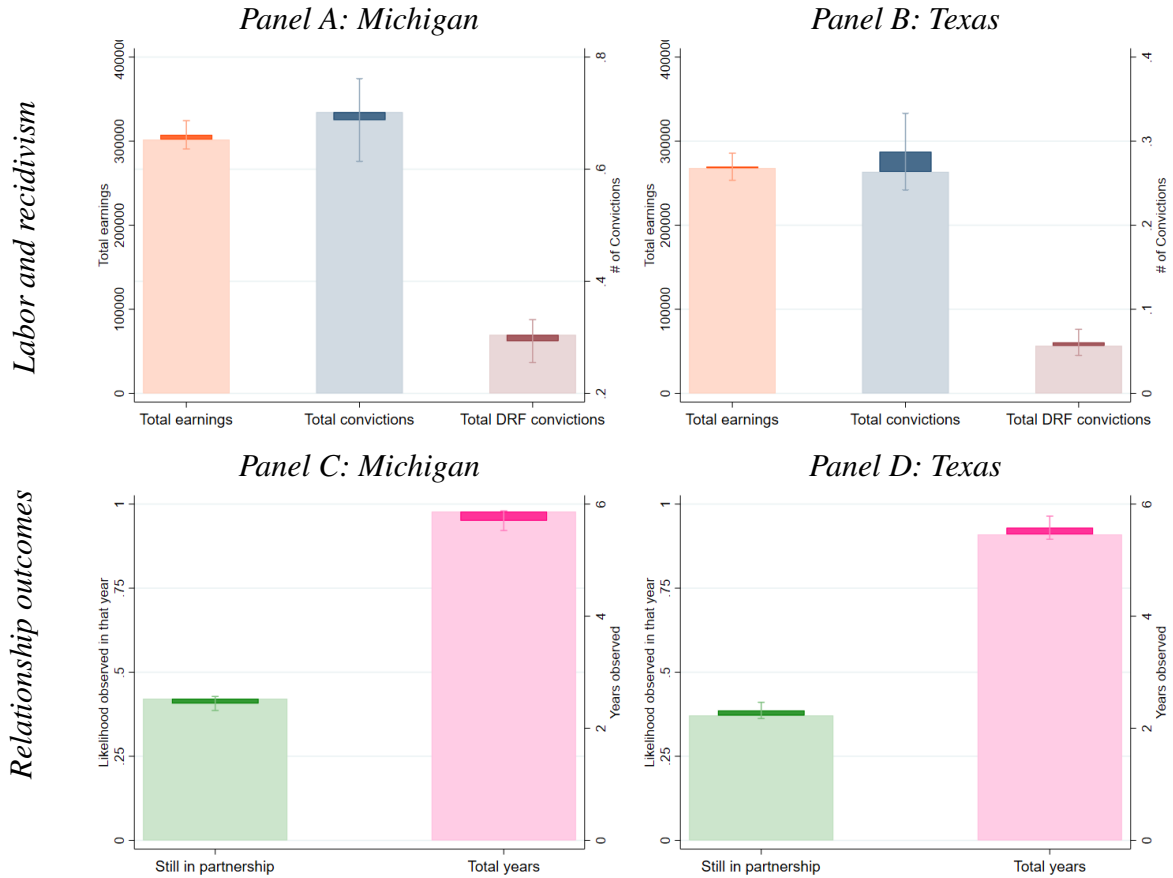 Panel A: Michigan
Panel B: Texas
Labor and recidivism
Total earnings
0
100000
200000
300000
# of Convictions
.2
.4
.6
.8
Total earnings
Total convictions
Total DRF convictions
Total earnings
0
100000
200000
300000
# of Convictions
0
.1
.2
.3
.4
Total earnings
Total convictions
Total DRF convictions
Panel C: Michigan
Panel D: Texas
Relationship outcomes
Likelihood observed in that year
0
.25
.5
.75
1
Years observed
0
2
4
6
Still in partnership
Total years
Likelihood observed in that year
0
.25
.5
.75
1
Years observed
0
2
4
6
Still in partnership
Total years